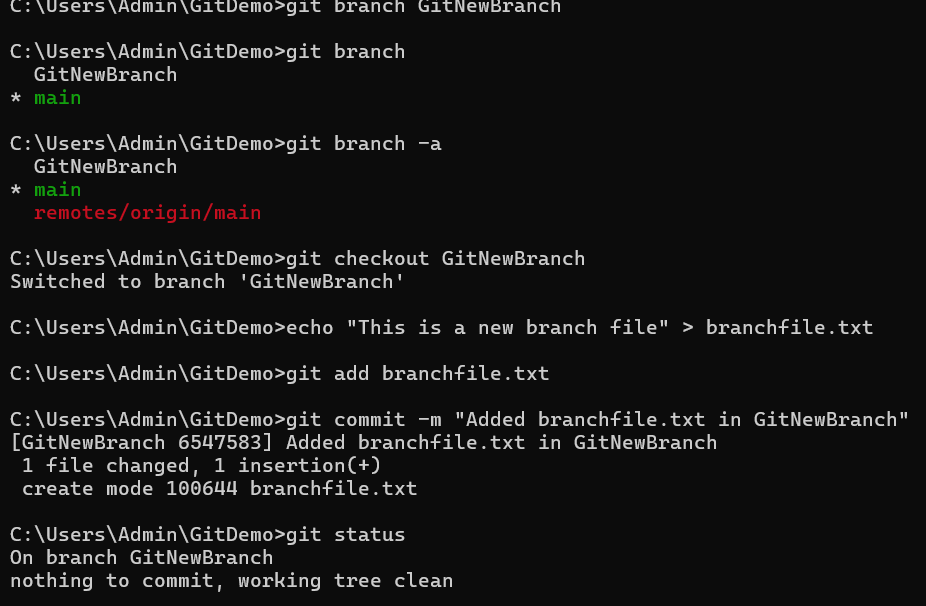 C:\Users\Admin\GitDemo>git branch GitNewBranch
C:\Users\Admin\GitDemo>git branch
  GitNewBranch
* main
C:\Users\Admin\GitDemo>git branch -a
  GitNewBranch
* main
  remotes/origin/main
C:\Users\Admin\GitDemo>git checkout GitNewBranch
Switched to branch 'GitNewBranch'
C:\Users\Admin\GitDemo>echo "This is a new branch file" > branchfile.txt
C:\Users\Admin\GitDemo>git add branchfile.txt
C:\Users\Admin\GitDemo>git commit -m "Added branchfile.txt in GitNewBranch"
[GitNewBranch 6547583] Added branchfile.txt in GitNewBranch
 1 file changed, 1 insertion(+)
 create mode 100644 branchfile.txt
C:\Users\Admin\GitDemo>git status
On branch GitNewBranch
nothing to commit, working tree clean